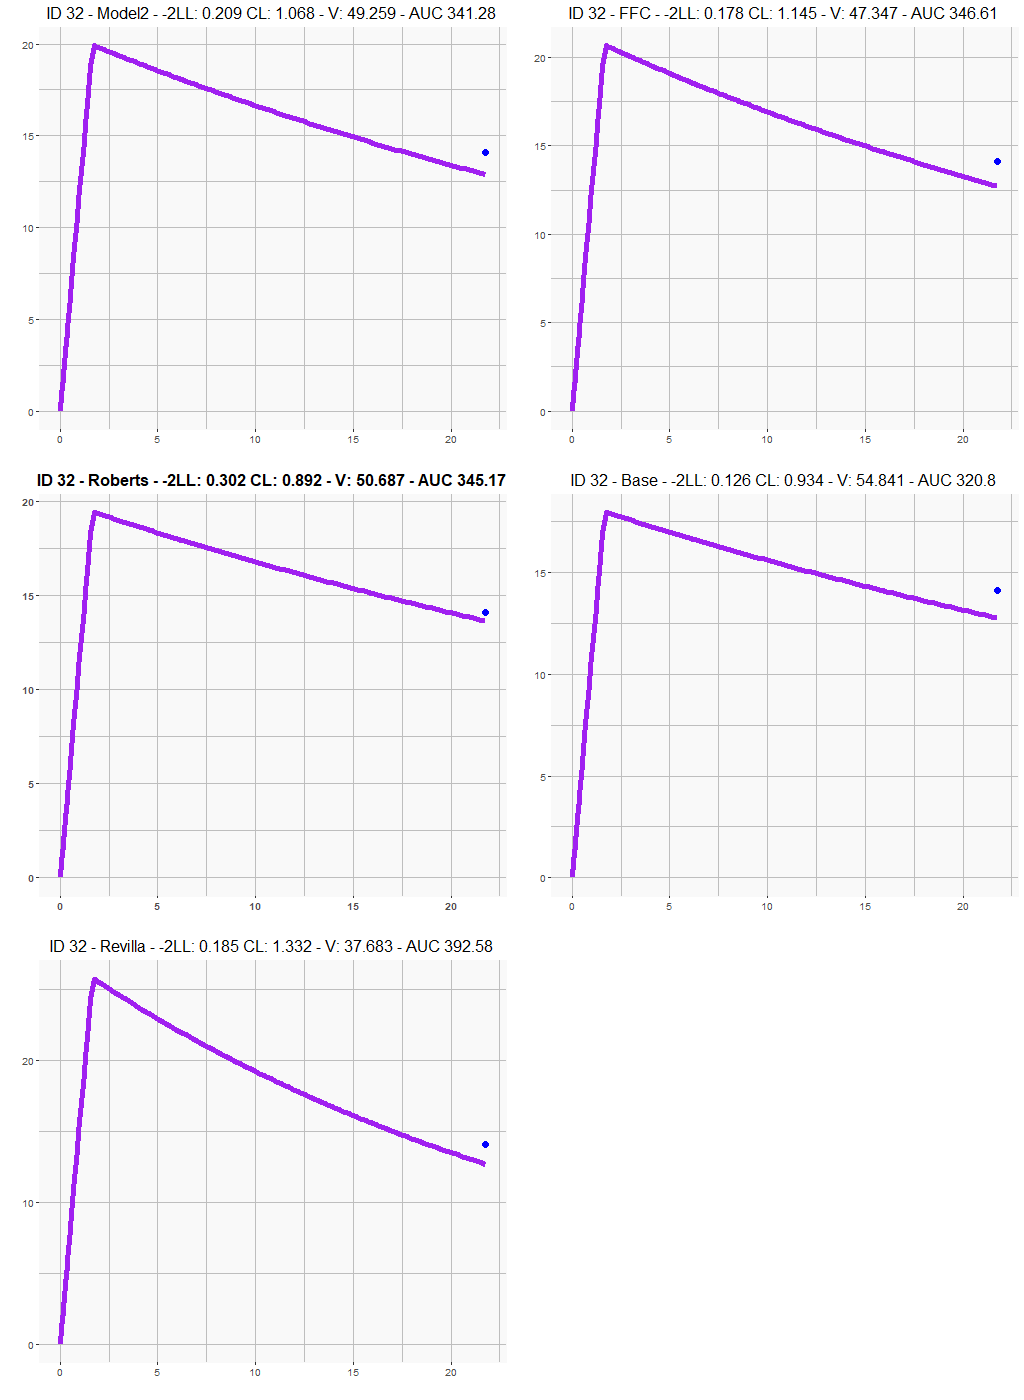 ID 32 - Model2 - -2LL: 0.209 CL: 1.068 - V: 49.259 - AUC 341.28
20
15
10
5
0
0 5 10 15 20
ID 32 - FFC - -2LL: 0.178 CL: 1.145 - V: 47.347 - AUC 346.61
20
15
10
5
0
0 5 10 15 20
ID 32 - Roberts - -2LL: 0.302 CL: 0.892 - V: 50.687 - AUC 345.17
20
15
10
5
0
0 5 10 15 20
ID 32 - Base - -2LL: 0.126 CL: 0.934 - V: 54.841 - AUC 320.8
15
10
5
0
0 5 10 15 20
ID 32 - Revilla - -2LL: 0.185 CL: 1.332 - V: 37.683 - AUC 392.58
20
10
0
0 5 10 15 20